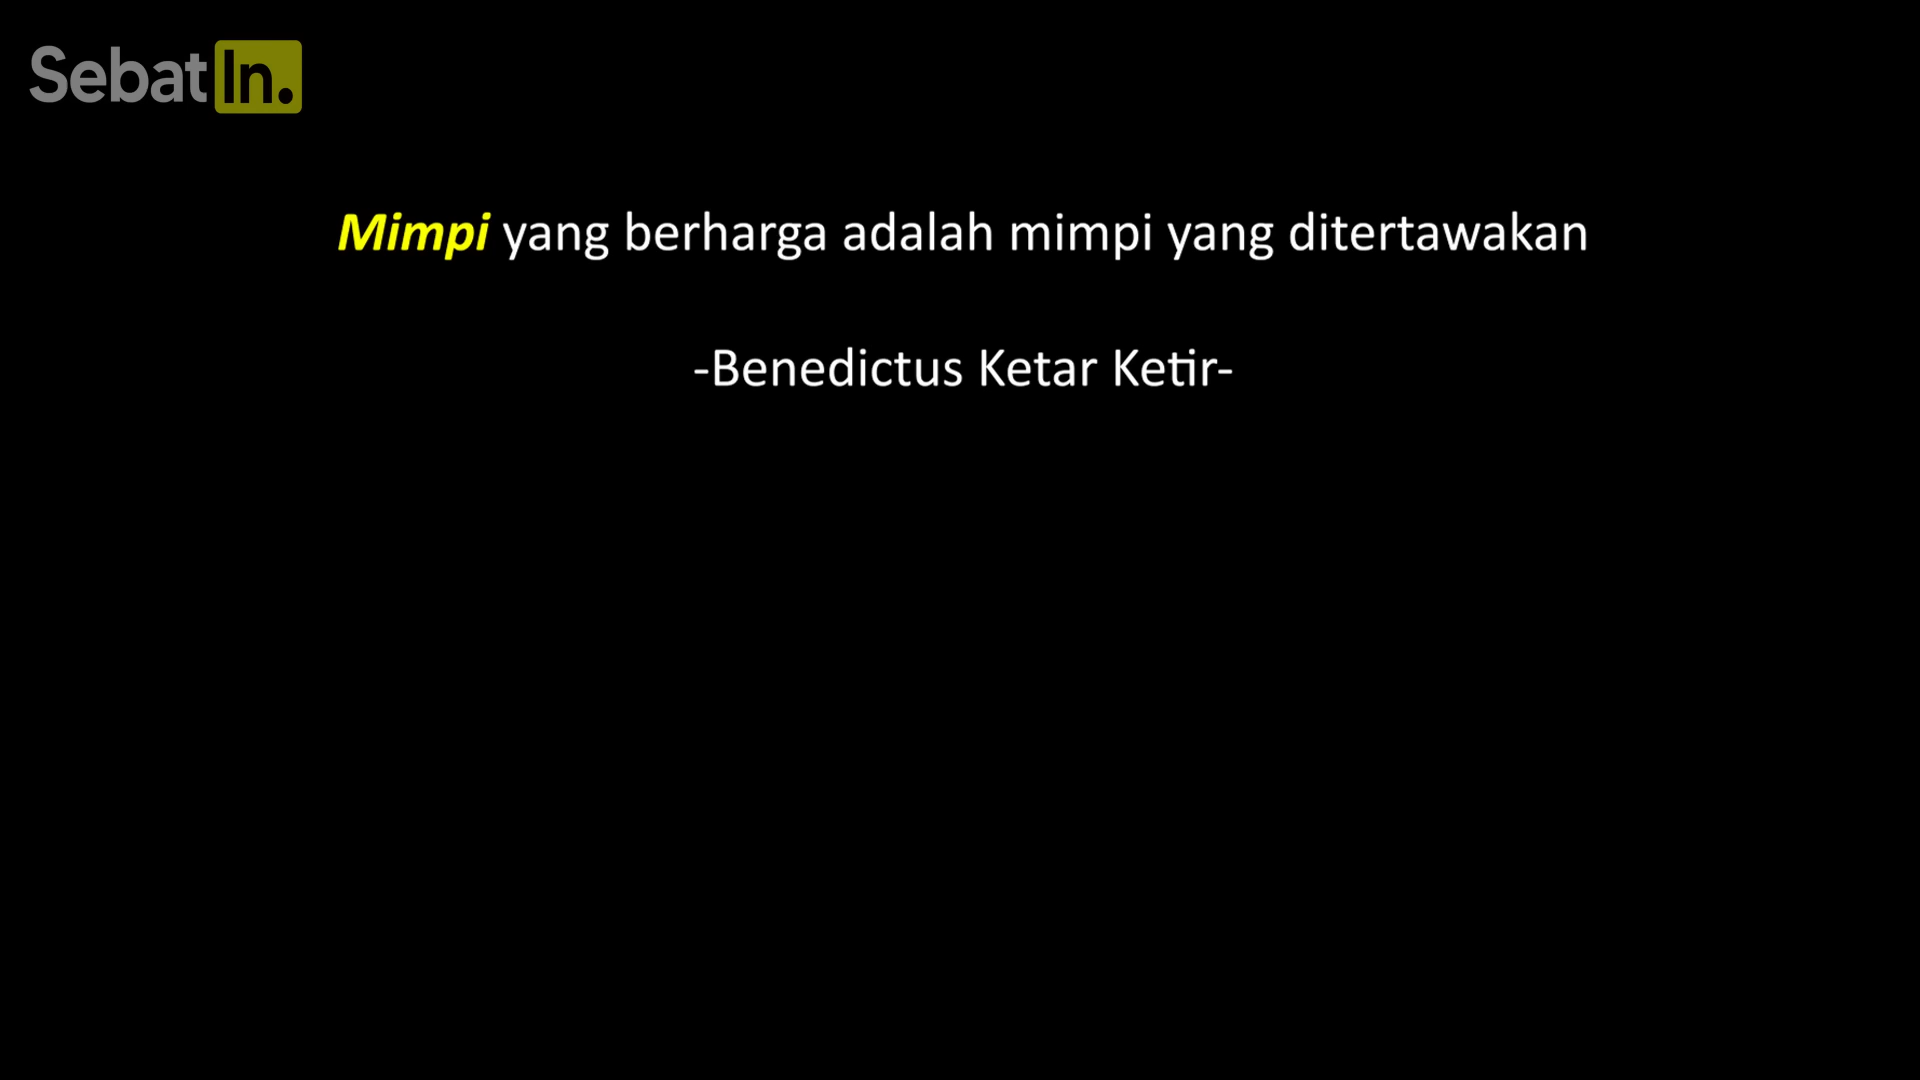 SebatIn.
Mimpi yang berharga adalah mimpi yang ditertawakan
-Benedictus Ketar Ketir-